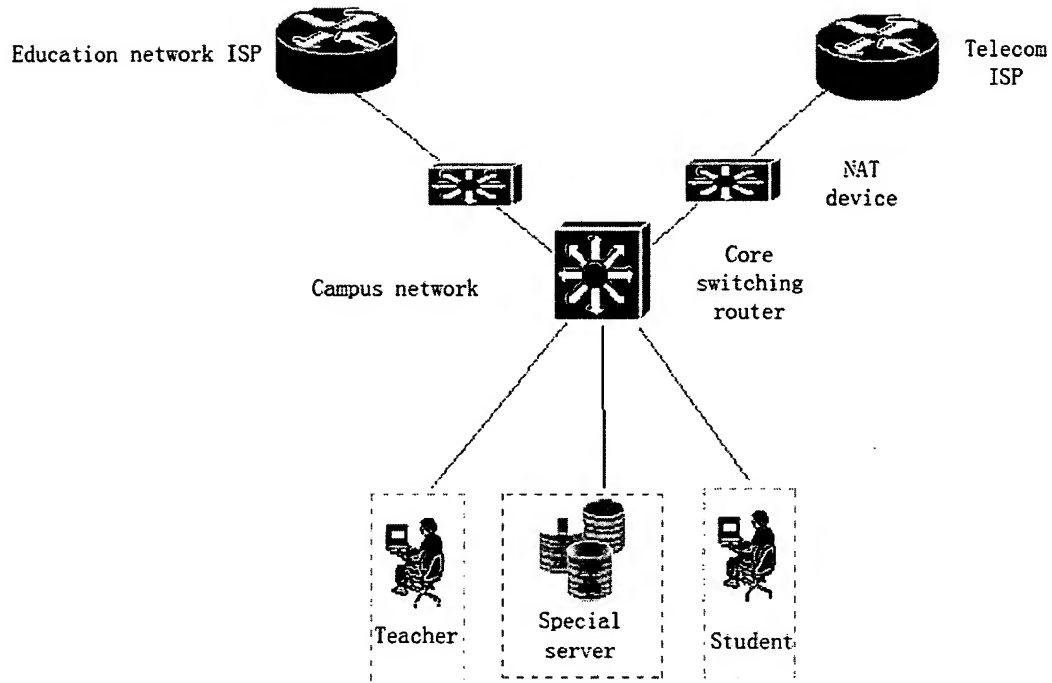 Education network ISP
Telecom
ISP
NAT
device
Core
switching
router
Campus network
Teacher
Special
server
Student